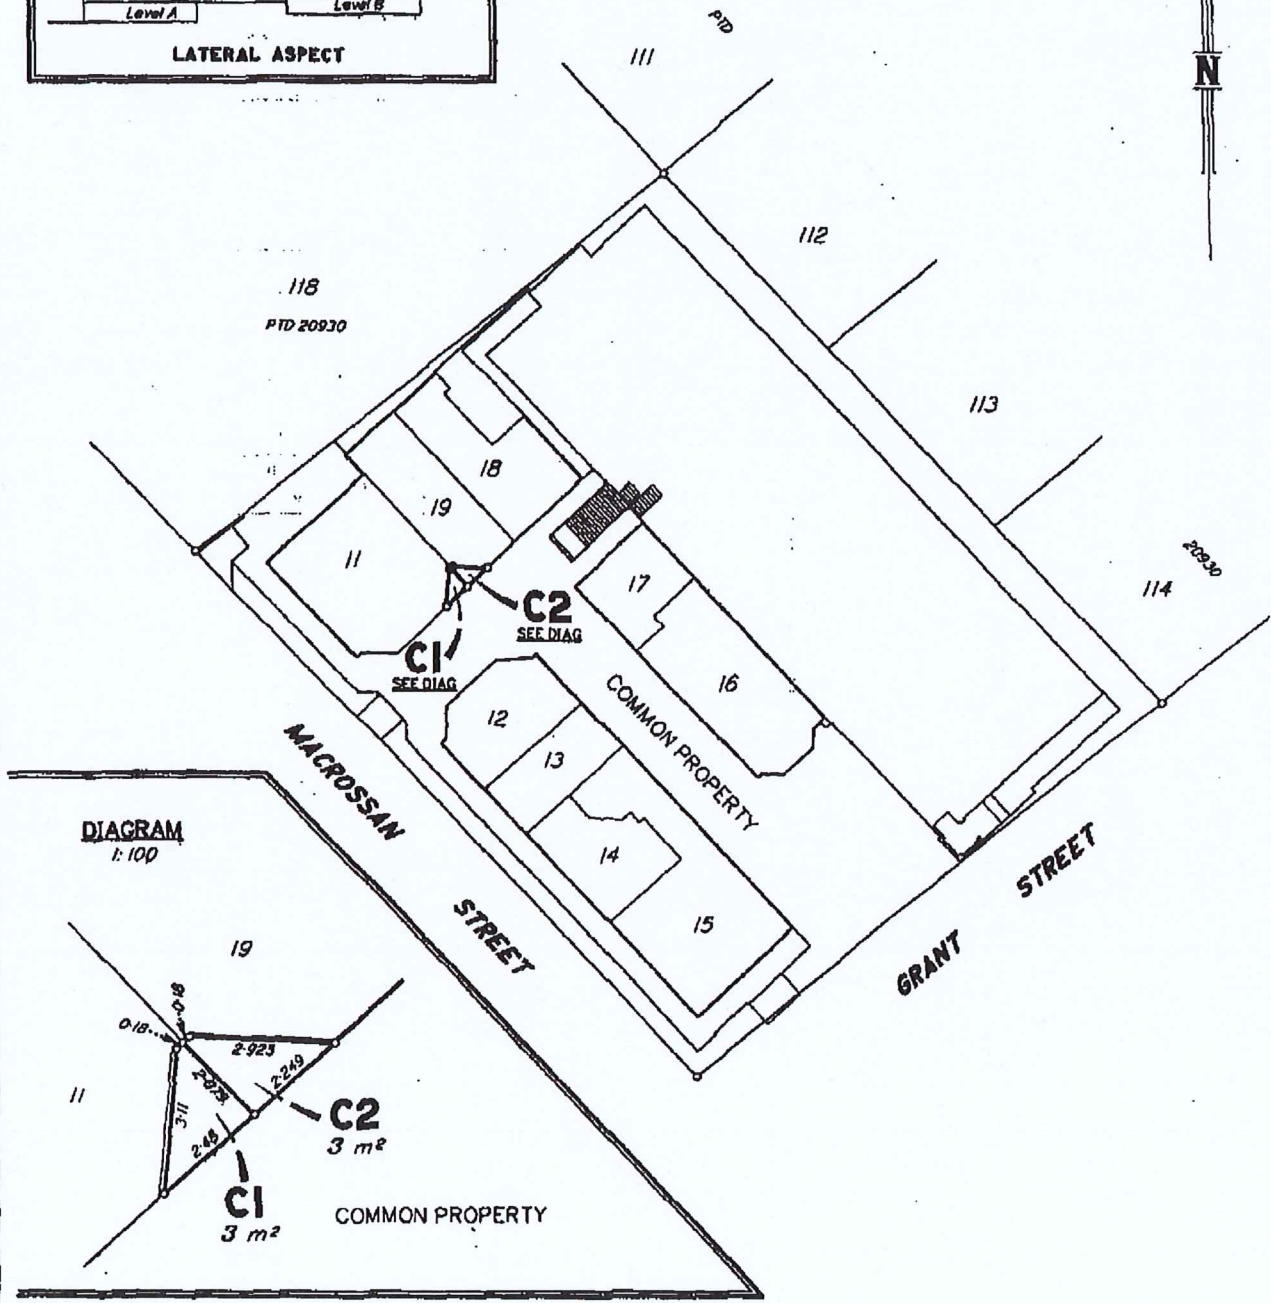 Level A
Level B
LATERAL ASPECT
PTD
111
N
112
118
PTD 20930
113
18
19
11
20930
114
17
C2
SEE DIAG
C1
SEE DIAG
16
12
COMMON PROPERTY
13
MACROSSAN STREET
14
15
GRANT STREET
DIAGRAM
1:100
19
0·18
0·18
2·923
2·249
11
3·11
2·48
C2
3 m²
C1
3 m²
COMMON PROPERTY